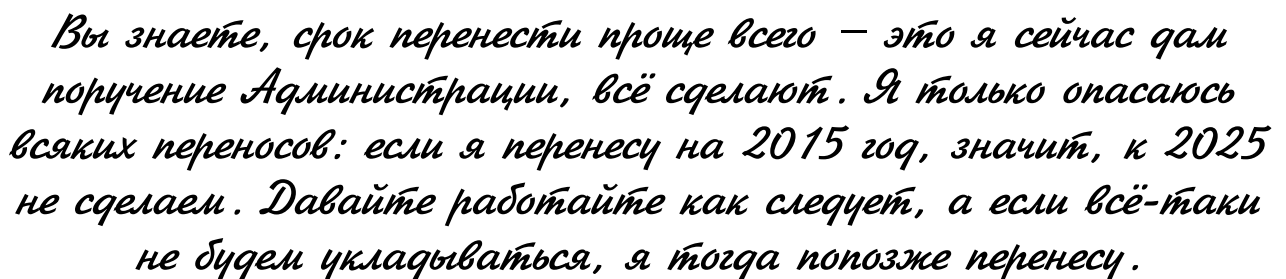 Вы знаете, срок перенести проще всего – это я сейчас дам
поручение Администрации, всё сделают. Я только опасаюсь
всяких переносов: если я перенесу на 2015 год, значит, к 2025
не сделаем. Давайте работайте как следует, а если всё-таки
не будем укладываться, я тогда попозже перенесу.